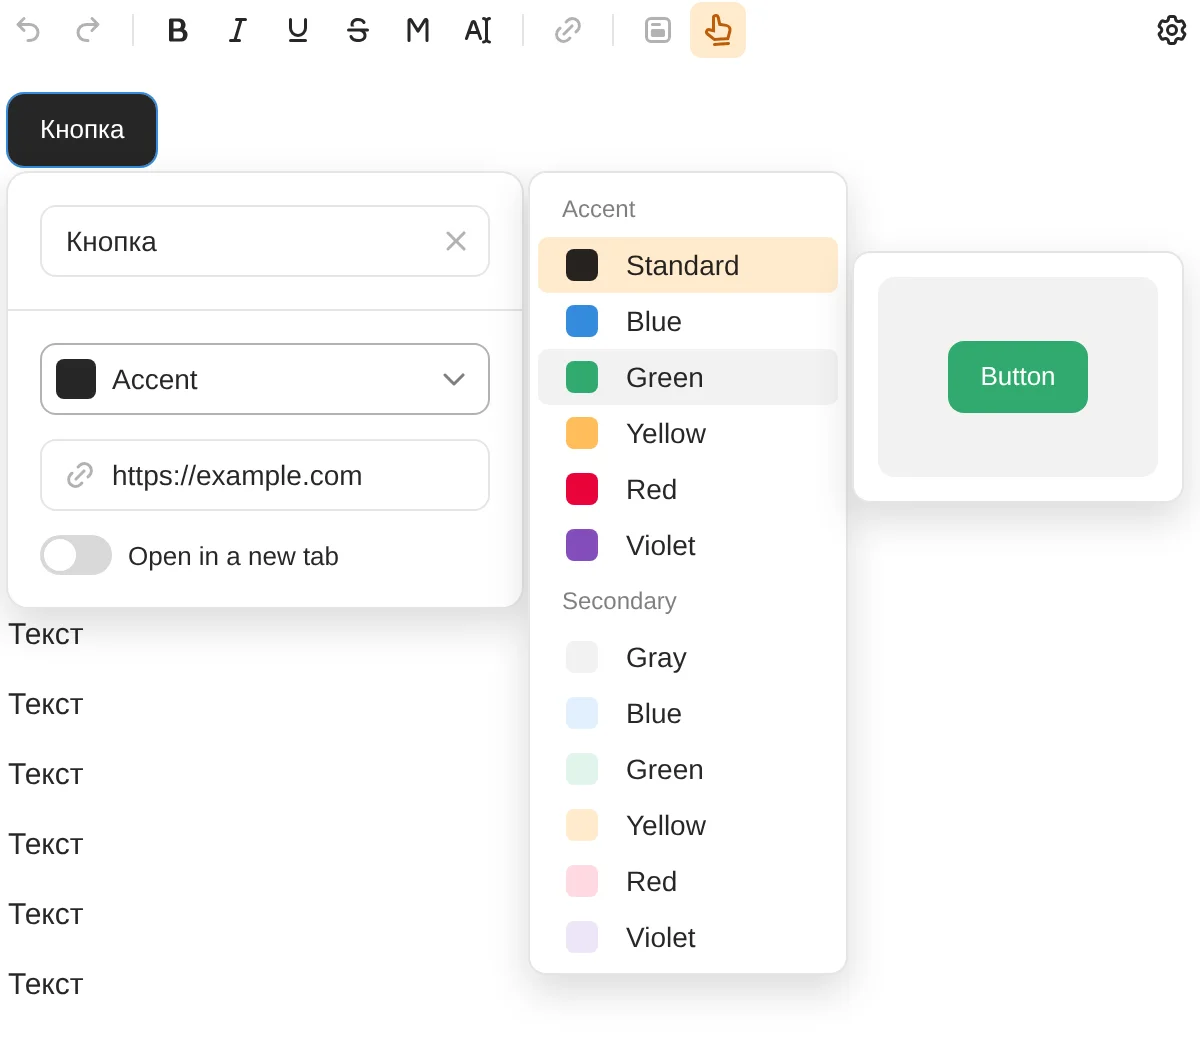 Кнопка
Кнопка
Accent
https://example.com
Open in a new tab
Accent
Standard
Blue
Green
Yellow
Red
Violet
Secondary
Gray
Blue
Green
Yellow
Red
Violet
Button
Текст
Текст
Текст
Текст
Текст
Текст